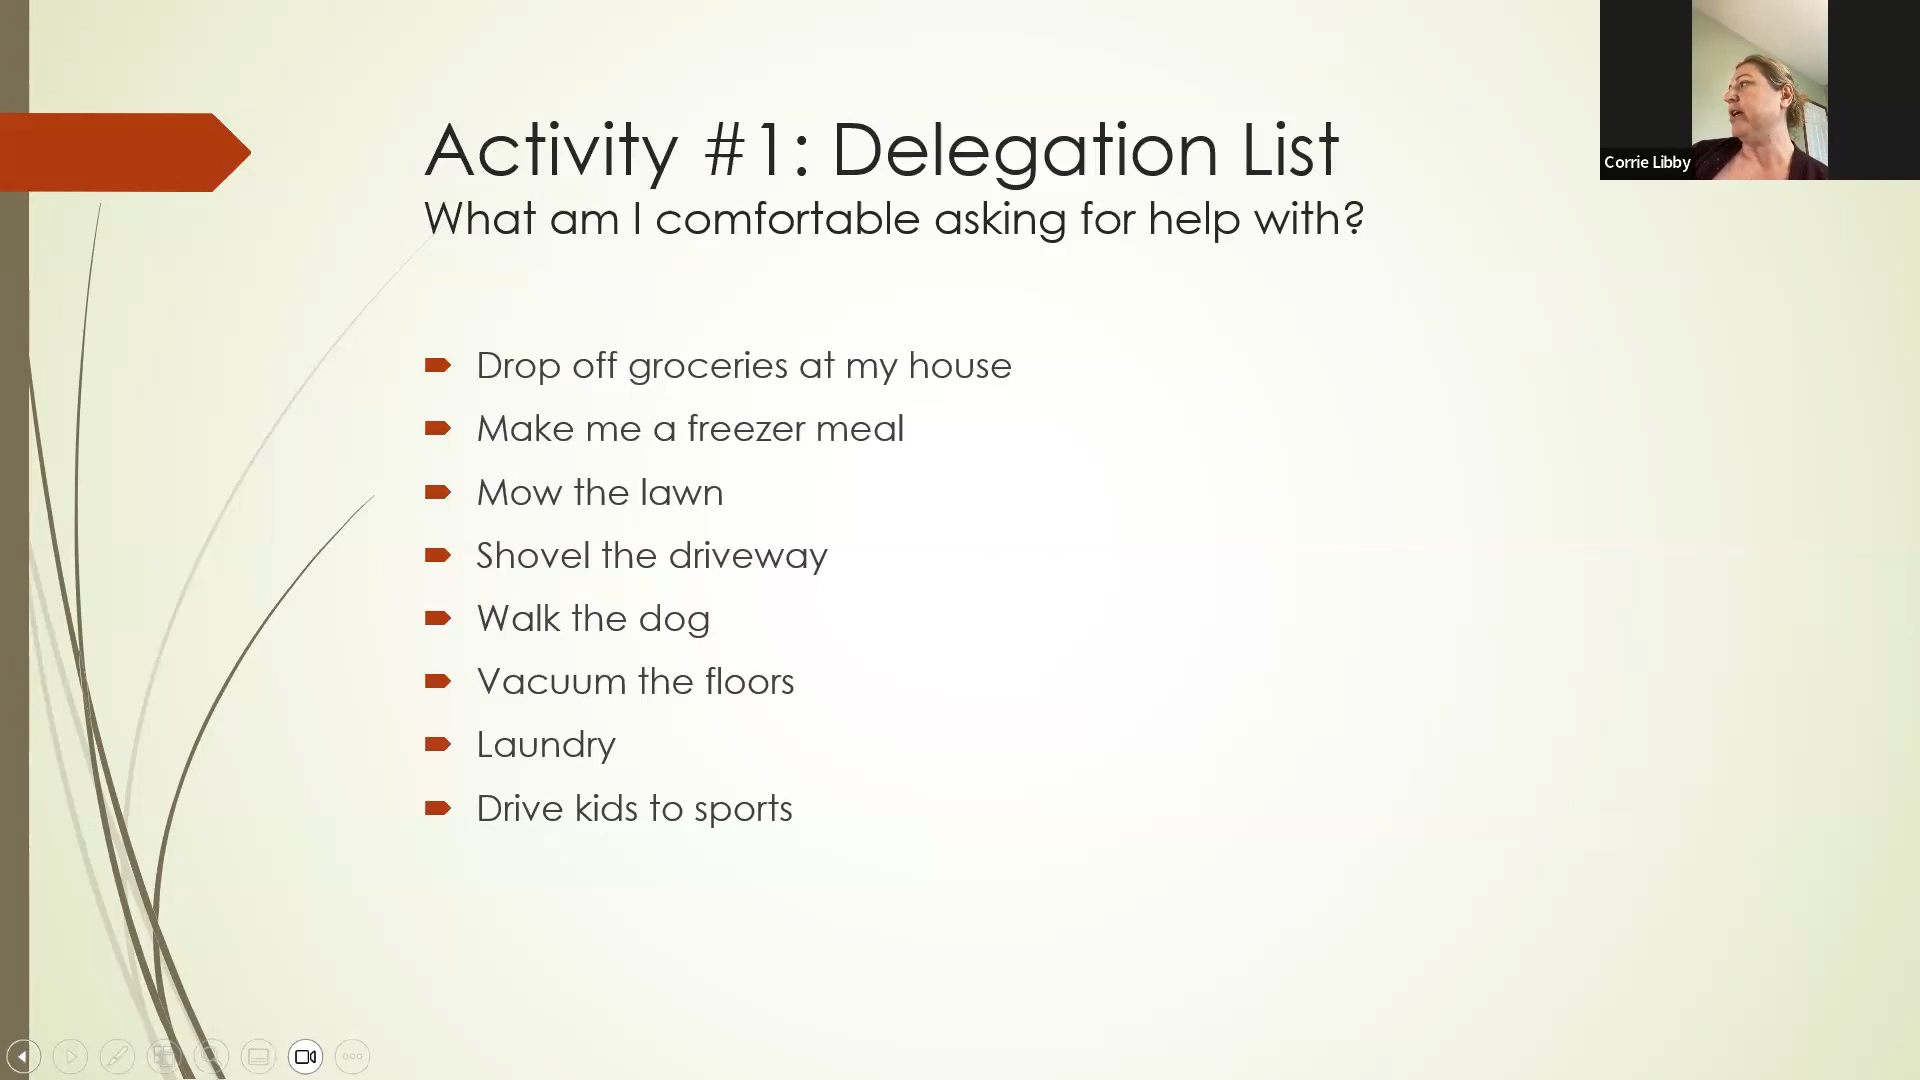 Activity #1: Delegation List
What am I comfortable asking for help with?
Drop off groceries at my house
Make me a freezer meal
Mow the lawn
Shovel the driveway
Walk the dog
Vacuum the floors
Laundry
Drive kids to sports
Corrie Libby